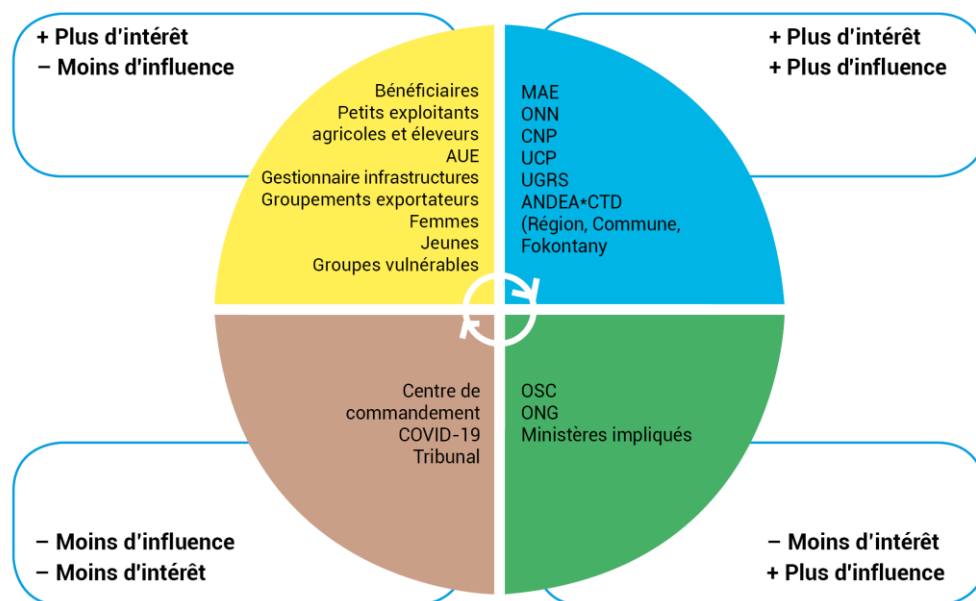 + Plus d'intérêt
– Moins d'influence
+ Plus d'intérêt
+ Plus d'influence
Bénéficiaires
Petits exploitants
agricoles et éleveurs
AUE
Gestionnaire infrastructures
Groupements exportateurs
Femmes
Jeunes
Groupes vulnérables
MAE
ONN
CNP
UCP
UGRS
ANDEA*CTD
(Région, Commune,
Fokontany
Centre de
commandement
COVID-19
Tribunal
OSC
ONG
Ministères impliqués
– Moins d'influence
– Moins d'intérêt
– Moins d'intérêt
+ Plus d'influence